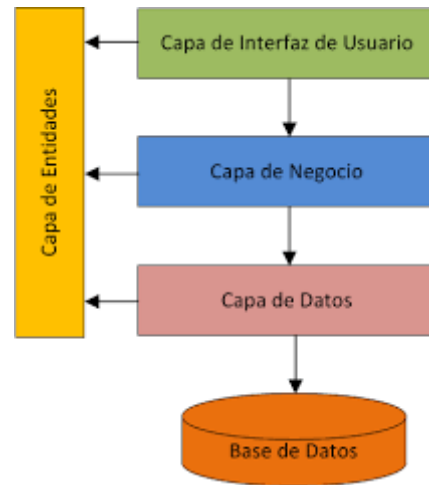 Capa de Interfaz de Usuario
Capa de Entidades
Capa de Negocio
Capa de Datos
Base de Datos